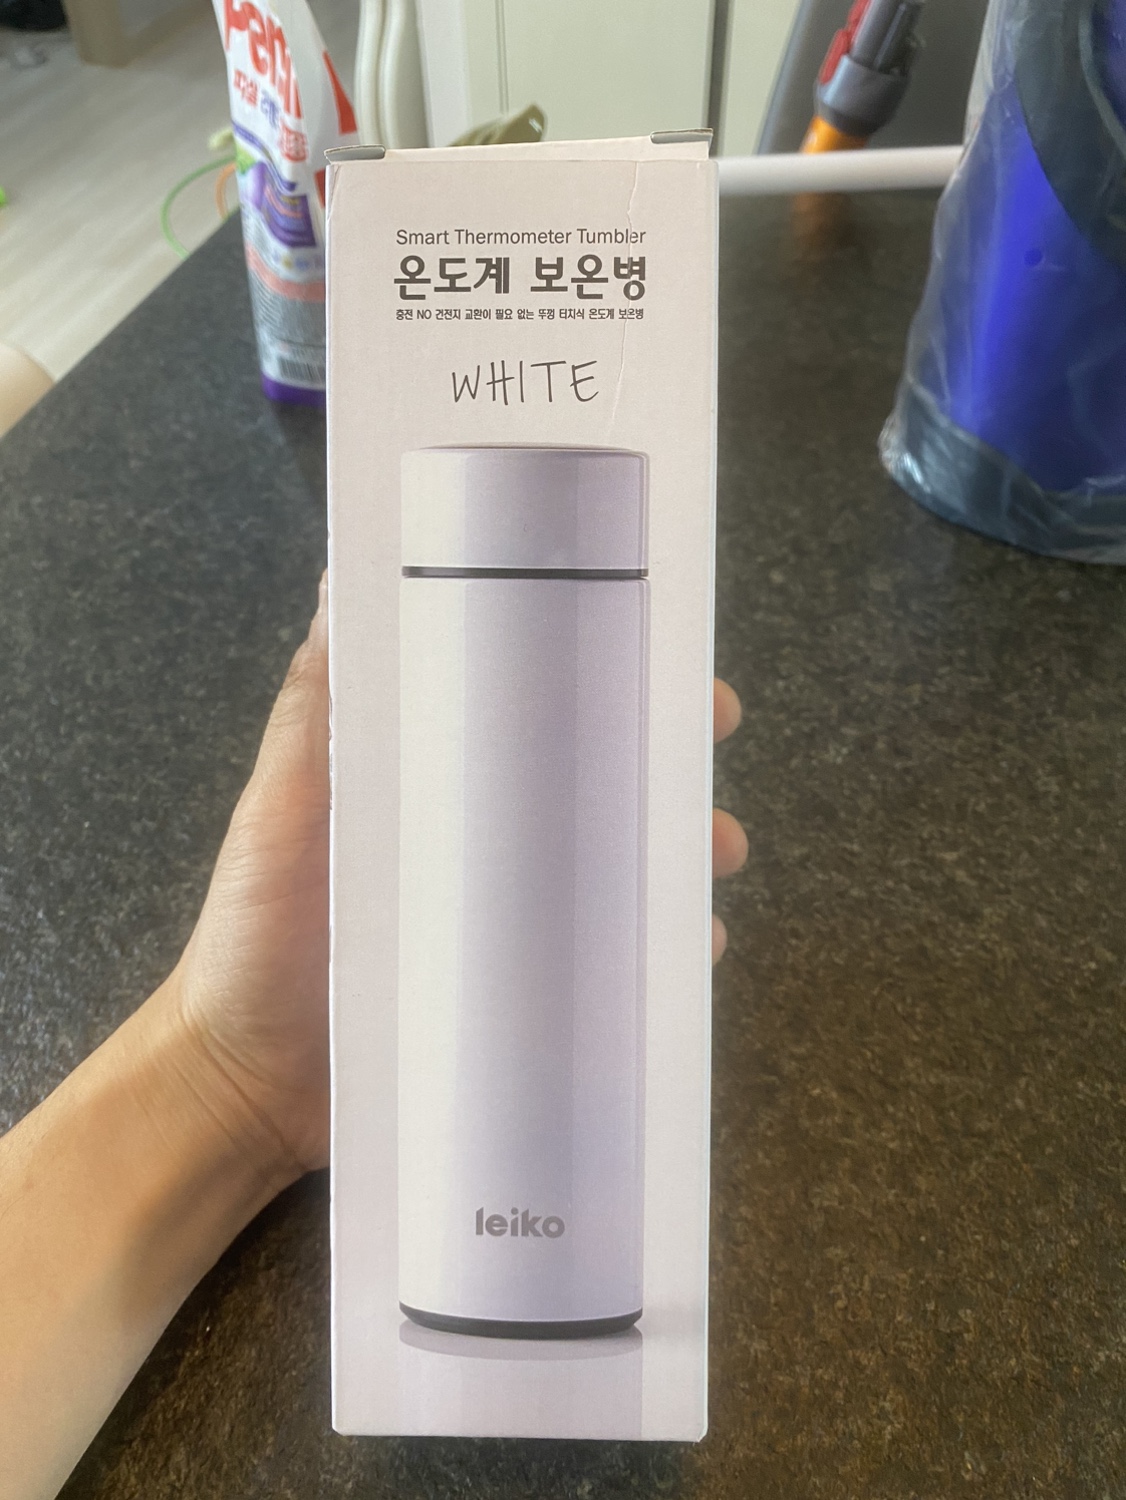 Smart Thermometer Tumbler
온도계 보온병
충전 NO 건전지 교환이 필요 없는 뚜껑 터치식 온도계 보온병
WHITE
leiko